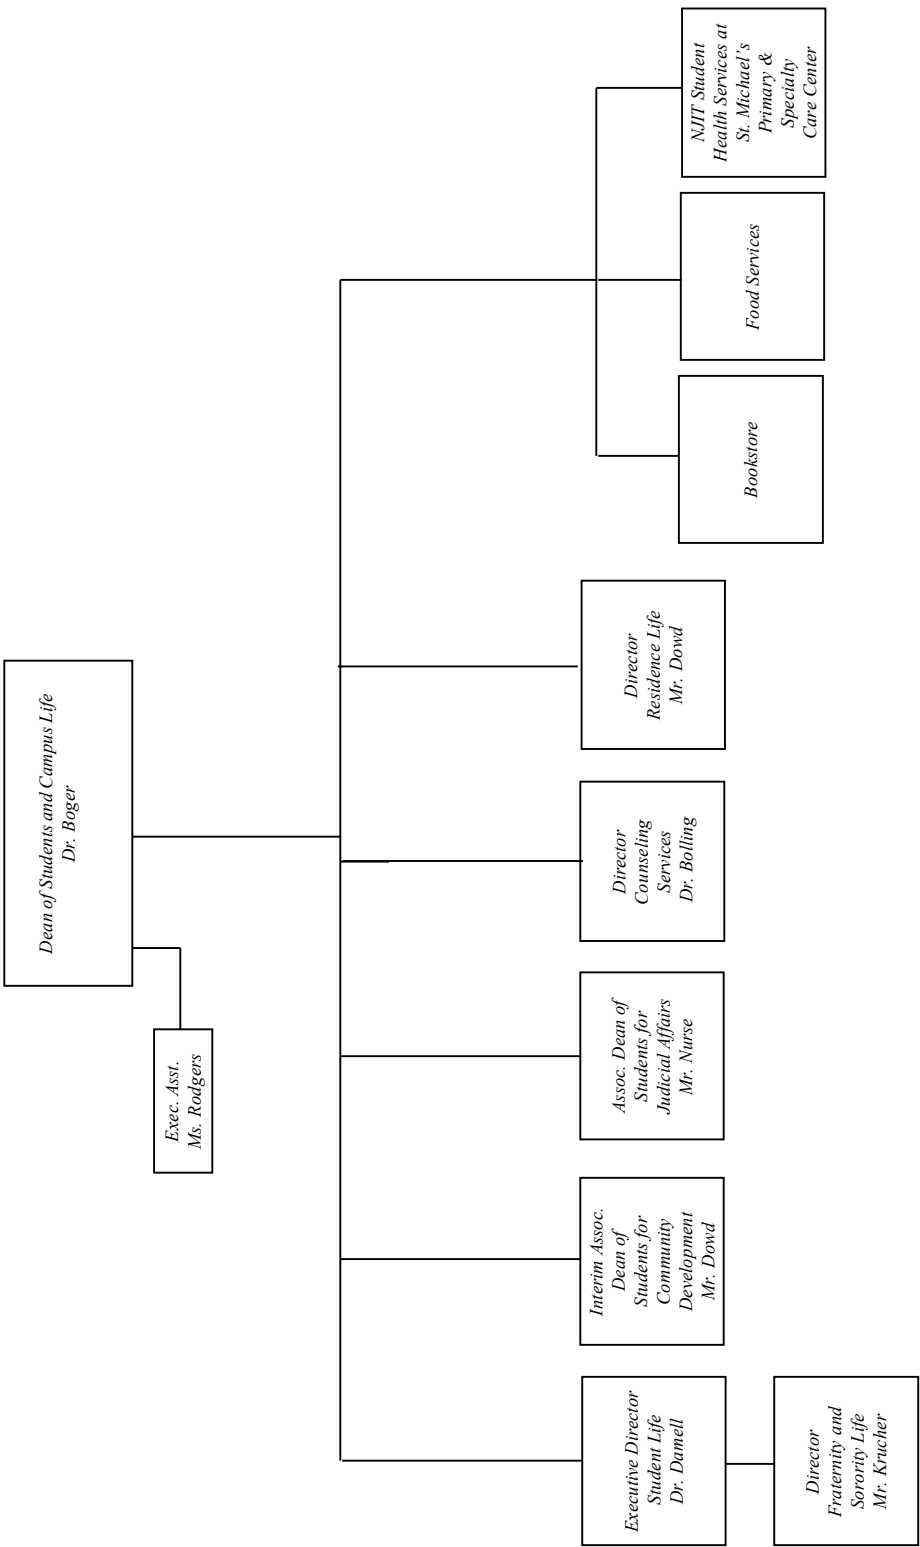 Dean of Students and Campus Life
Dr. Boger
Exec. Asst.
Ms. Rodgers
Executive Director
Student Life
Dr. Damell
Interim Assoc.
Dean of
Students for
Community
Development
Mr. Dowd
Assoc. Dean of
Students for
Judicial Affairs
Mr. Nurse
Director
Counseling
Services
Dr. Bolling
Director
Residence Life
Mr. Dowd
Bookstore
Food Services
NJIT Student
Health Services at
St. Michael's
Primary &
Specialty
Care Center
Director
Fraternity and
Sorority Life
Mr. Krucher